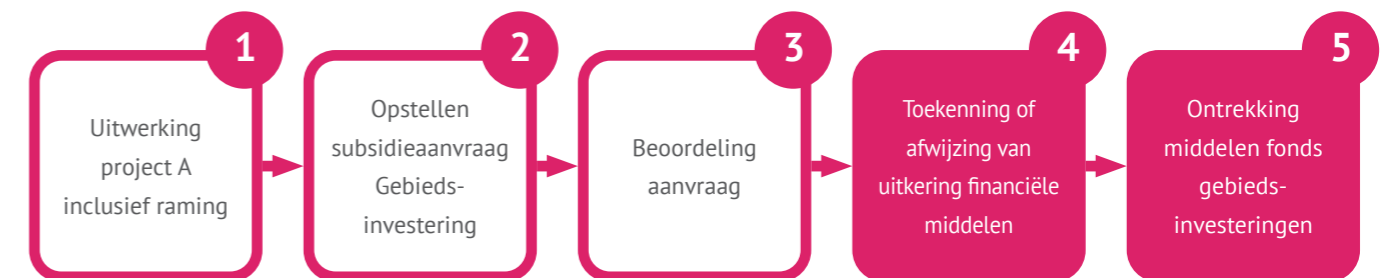 1
Uitwerking
project A
inclusief raming
2
Opstellen
subsidieaanvraag
Gebieds-
investering
3
Beoordeling
aanvraag
4
Toekenning of
afwijzing van
uitkering financiële
middelen
5
Ontrekking
middelen fonds
gebieds-
investeringen